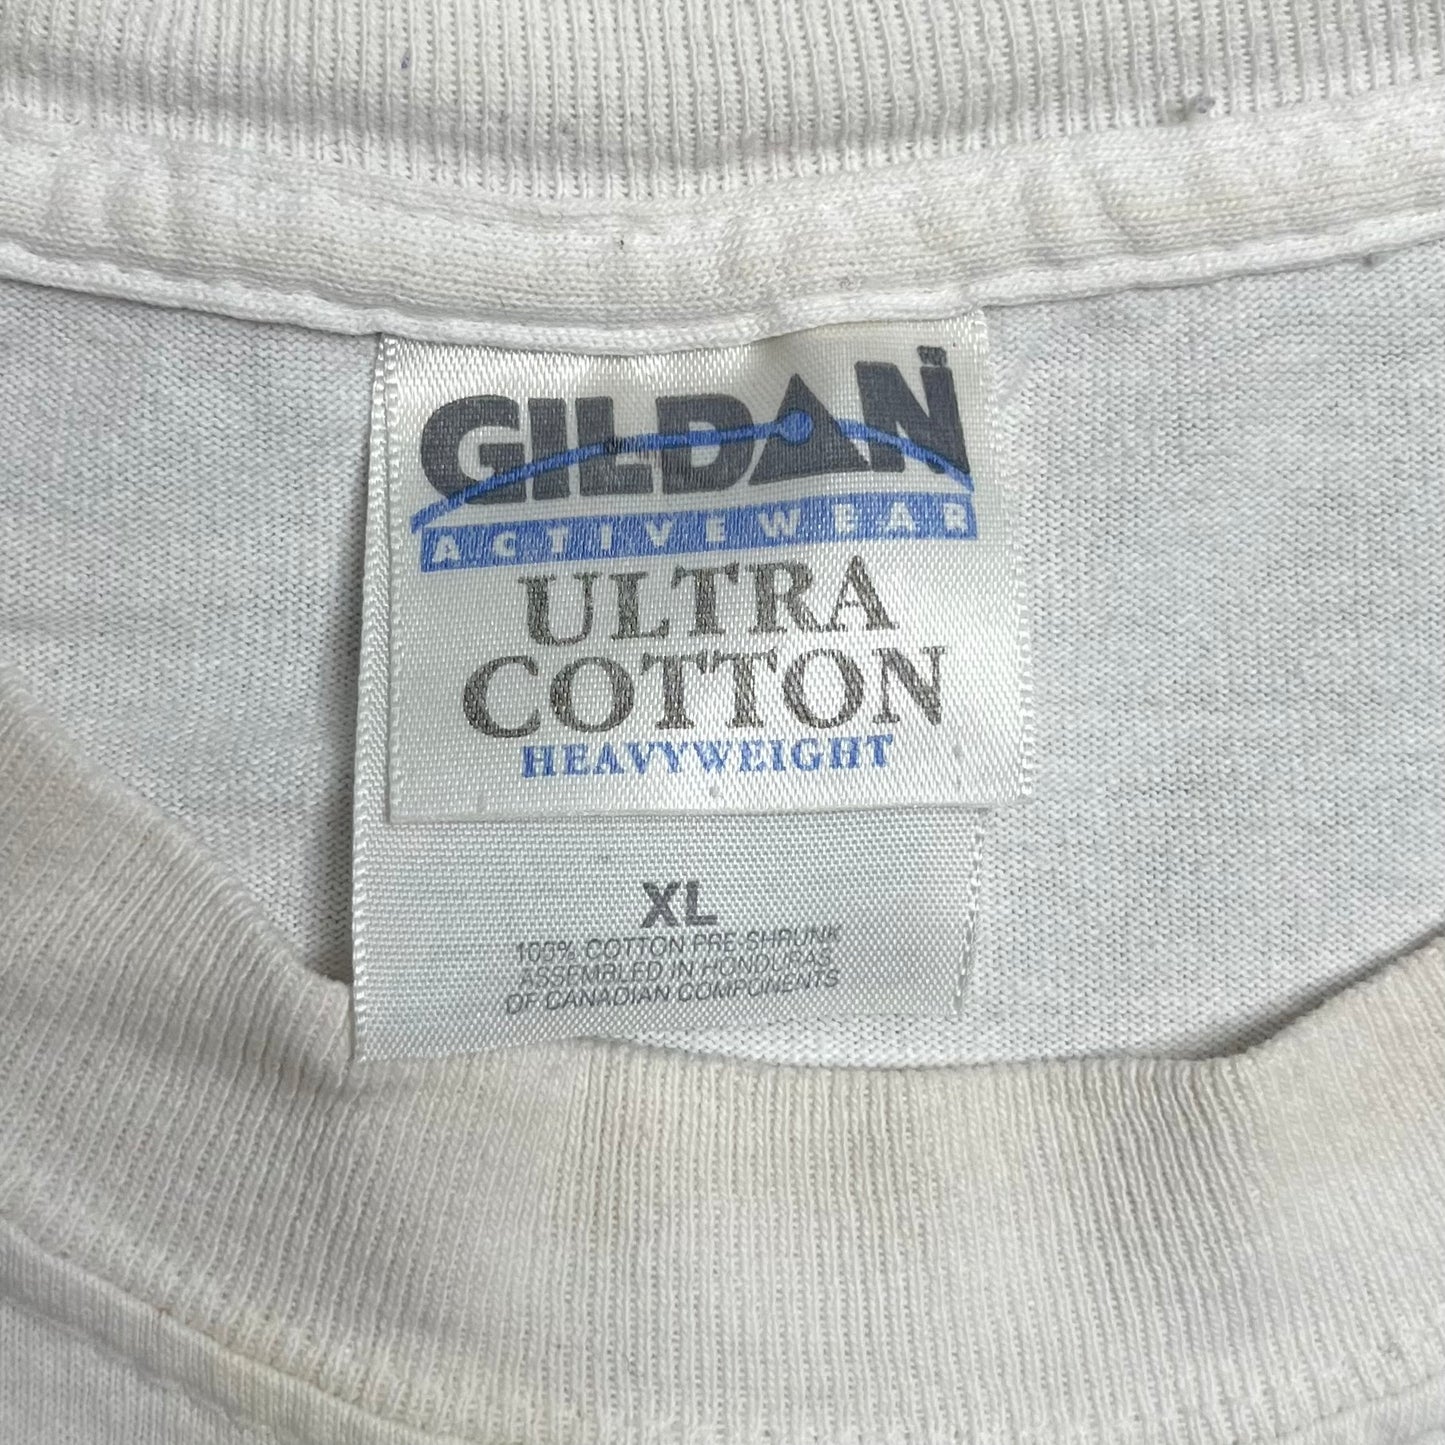 GILDAN
ACTIVEWEAR
ULTRA
COTTON
HEAVYWEIGHT
XL
100% COTTON PRE-SHRUNK
ASSEMBLED IN HONDURAS
OF CANADIAN COMPONENTS